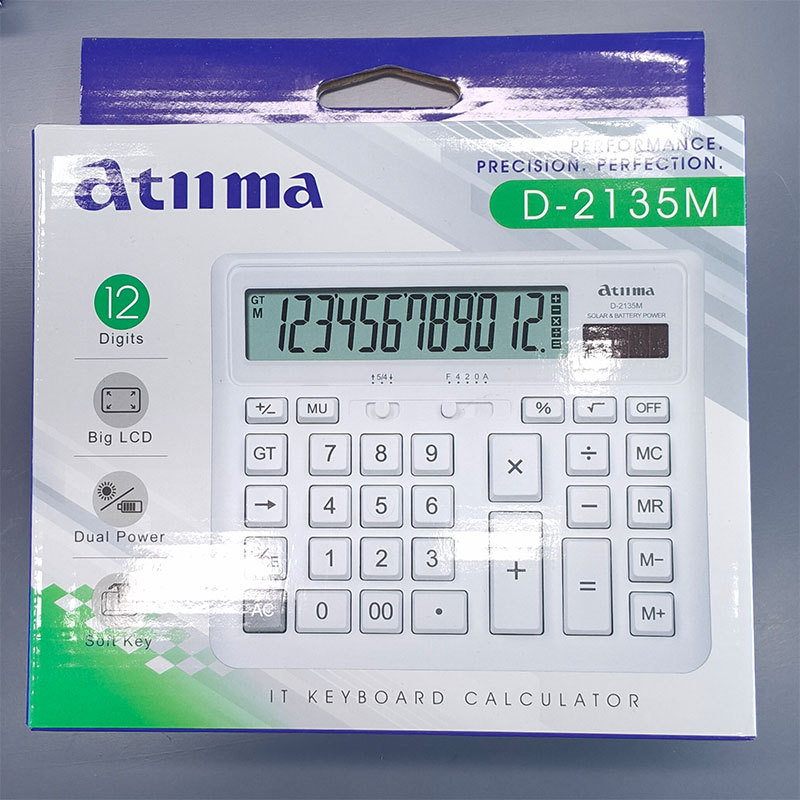 PERFORMANCE.
PRECISION. PERFECTION.
Atiima
D-2135M
12
Digits
Big LCD
Dual Power
Soft Key
GT
M
123456789012.
Atiima
D-2135M
SOLAR & BATTERY POWER
↑5/4↓
F 4 2 0 A
+/− MU % √ OFF
GT 7 8 9 × ÷ MC
→ 4 5 6 − MR
1 2 3 + = M−
AC 0 00 • M+
IT KEYBOARD CALCULATOR